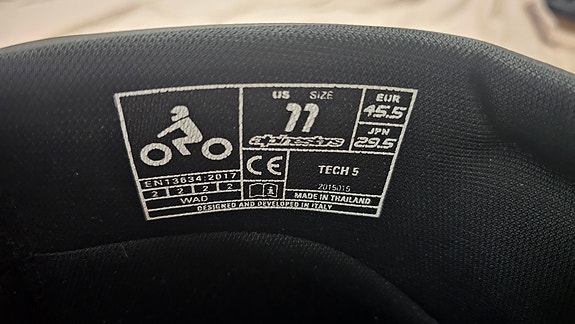 US SIZE
11
alpinestars
EUR
45.5
JPN
29.5
EN13634:2017
2 2 2 2
WAD
CE
TECH 5
2015015
MADE IN THAILAND
DESIGNED AND DEVELOPED IN ITALY